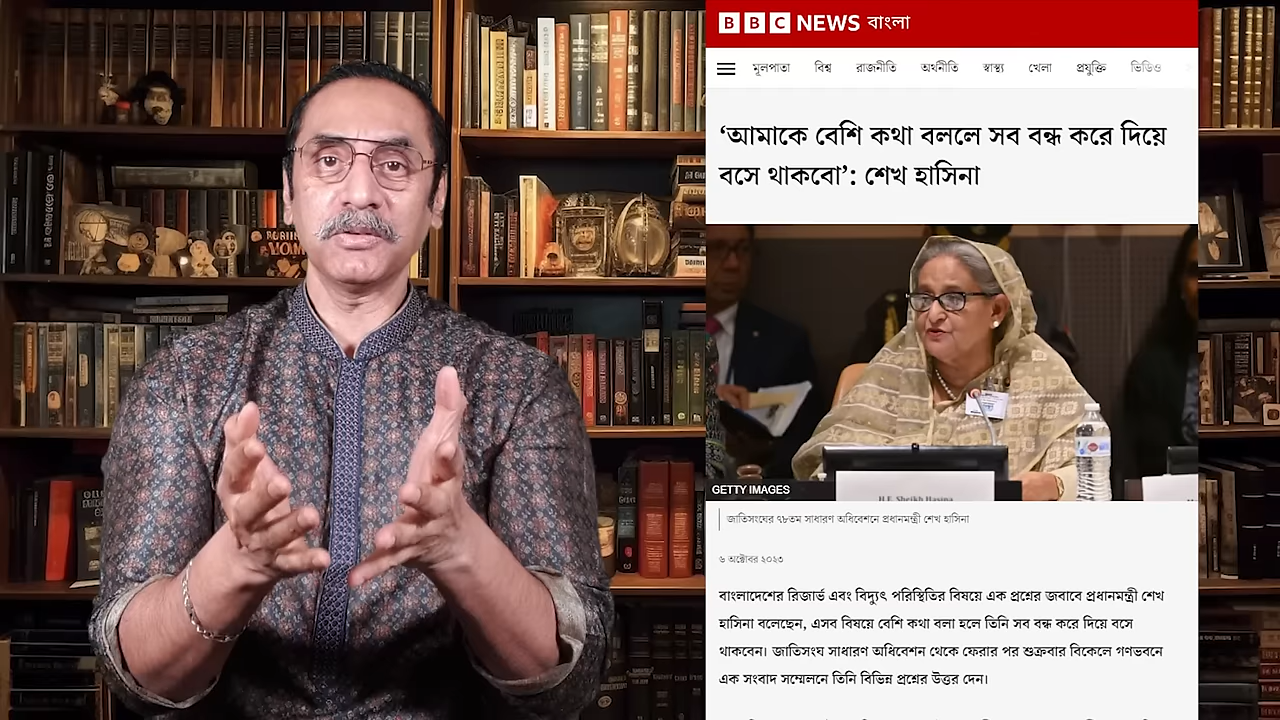 BBC NEWS বাংলা
মূলপাতা বিশ্ব রাজনীতি অর্থনীতি স্বাস্থ্য খেলা প্রযুক্তি ভিডিও
‘আমাকে বেশি কথা বললে সব বন্ধ করে দিয়ে
বসে থাকবো’: শেখ হাসিনা
H.E. Sheikh Hasina
GETTY IMAGES
জাতিসংঘের ৭৮তম সাধারণ অধিবেশনে প্রধানমন্ত্রী শেখ হাসিনা
৬ অক্টোবর ২০২৩
বাংলাদেশের রিজার্ভ এবং বিদ্যুৎ পরিস্থিতির বিষয়ে এক প্রশ্নের জবাবে প্রধানমন্ত্রী শেখ
হাসিনা বলেছেন, এসব বিষয়ে বেশি কথা বলা হলে তিনি সব বন্ধ করে দিয়ে বসে
থাকবেন। জাতিসংঘ সাধারণ অধিবেশন থেকে ফেরার পর শুক্রবার বিকেলে গণভবনে
এক সংবাদ সম্মেলনে তিনি বিভিন্ন প্রশ্নের উত্তর দেন।